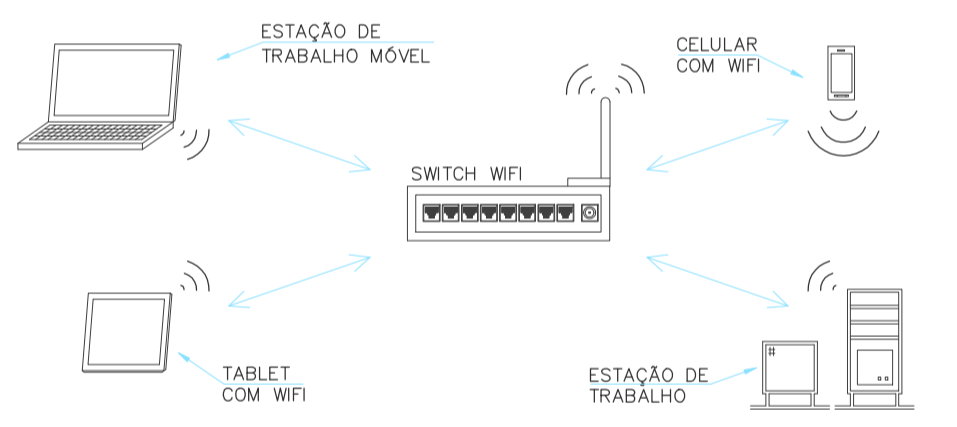 ESTAÇÃO DE
TRABALHO MÓVEL
CELULAR
COM WIFI
SWITCH WIFI
TABLET
COM WIFI
ESTAÇÃO DE
TRABALHO
#